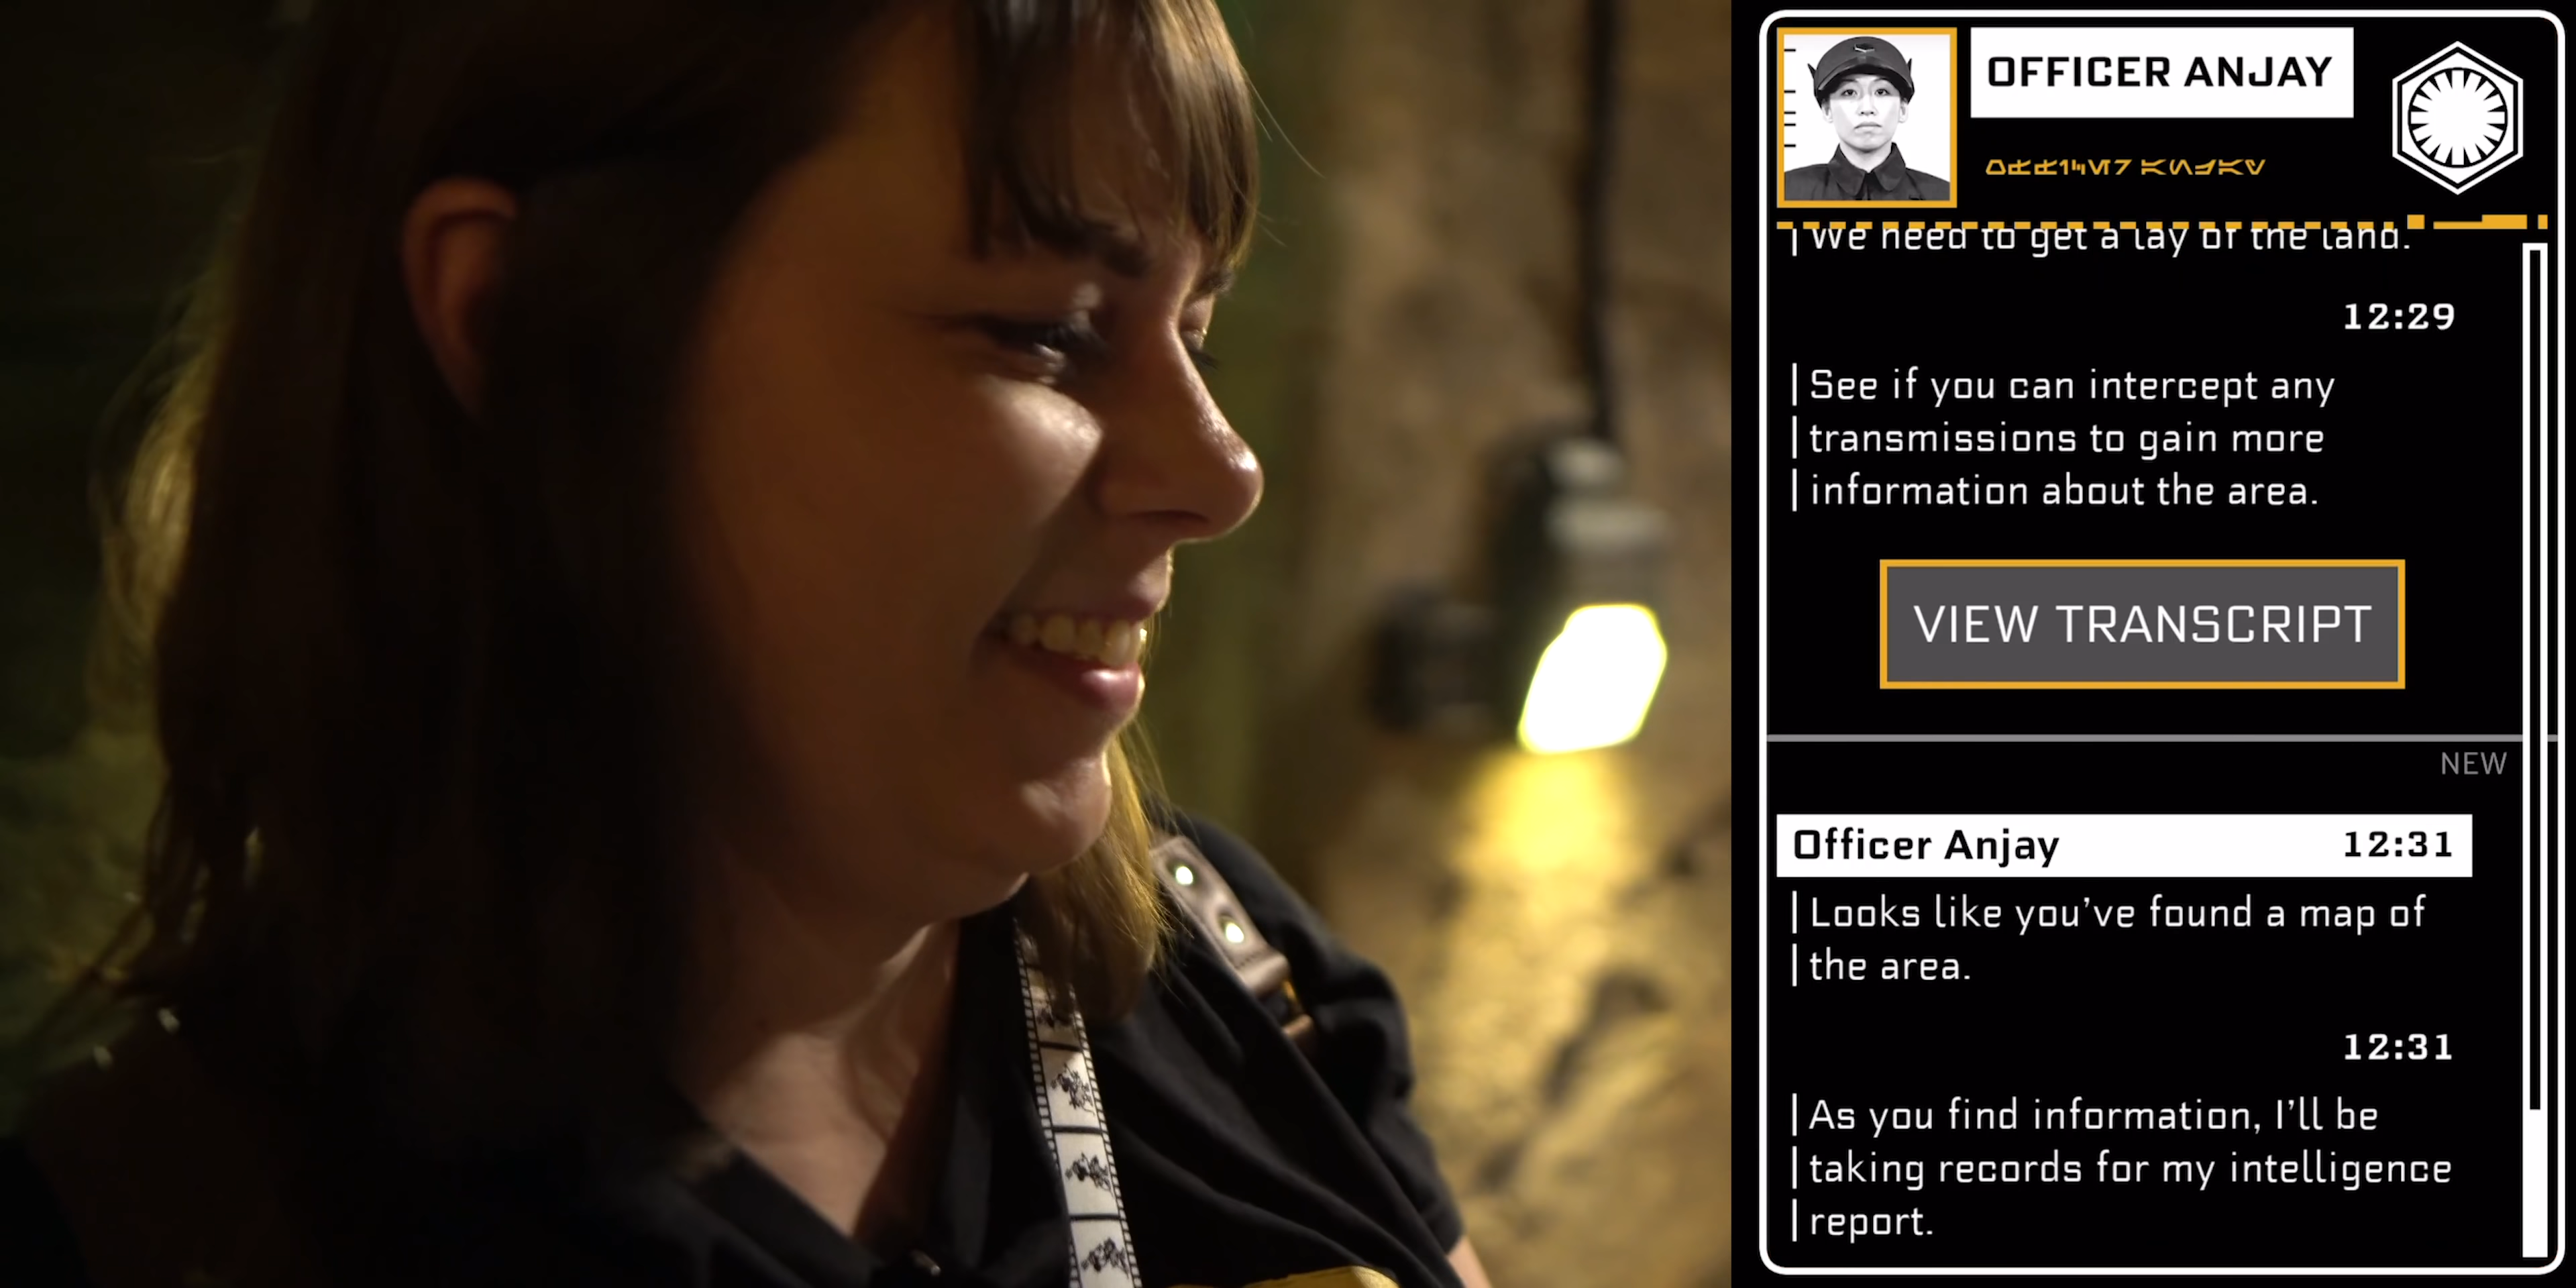 OFFICER ANJAY
We need to get a lay of the land.
12:29
See if you can intercept any
transmissions to gain more
information about the area.
VIEW TRANSCRIPT
NEW
Officer Anjay 12:31
Looks like you've found a map of
the area.
12:31
As you find information, I'll be
taking records for my intelligence
report.